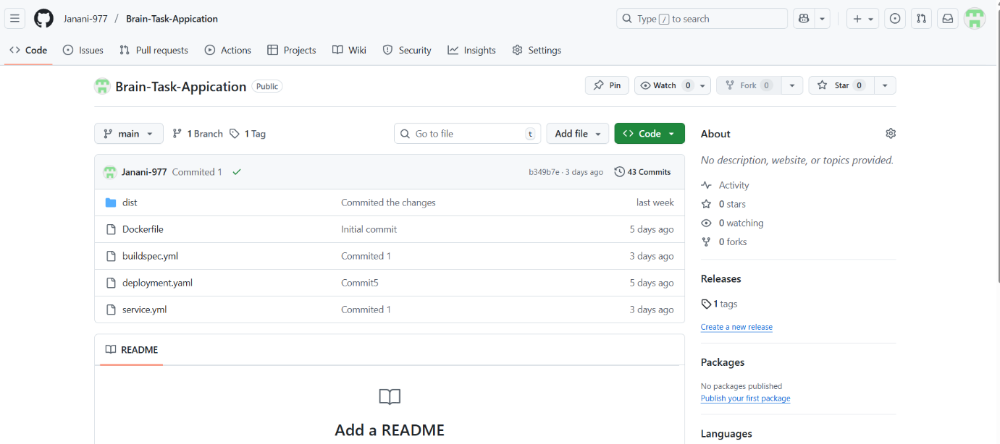 Janani-977 / Brain-Task-Appication
Type / to search
Code Issues Pull requests Actions Projects Wiki Security Insights Settings
Brain-Task-Appication Public
Pin Watch 0 Fork 0 Star 0
main 1 Branch 1 Tag
Go to file t Add file Code
Janani-977 Commited 1 b349b7e · 3 days ago 43 Commits
dist Commited the changes last week
Dockerfile Initial commit 5 days ago
buildspec.yml Commited 1 3 days ago
deployment.yaml Commit5 5 days ago
service.yml Commited 1 3 days ago
README
Add a README
About
No description, website, or topics provided.
Activity
0 stars
0 watching
0 forks
Releases
1 tags
Create a new release
Packages
No packages published
Publish your first package
Languages